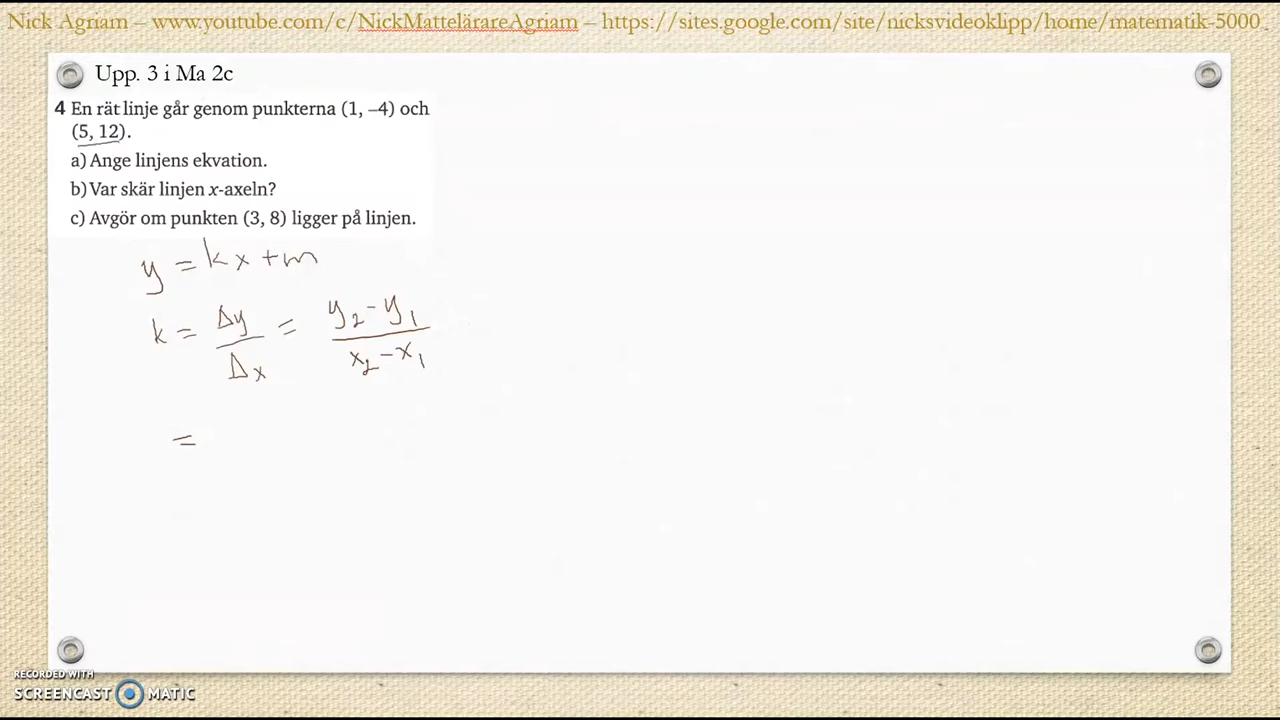 Nick Agriam – www.youtube.com/c/NickMattelärareAgriam – https://sites.google.com/site/nicksvideoklipp/home/matematik-5000
Upp. 3 i Ma 2c
4 En rät linje går genom punkterna (1, –4) och
(5, 12).
a) Ange linjens ekvation.
b) Var skär linjen x-axeln?
c) Avgör om punkten (3, 8) ligger på linjen.
y = kx + m
k = Δy/Δx = y₂ - y₁/x₂ - x₁
=
RECORDED WITH
SCREENCAST MATIC